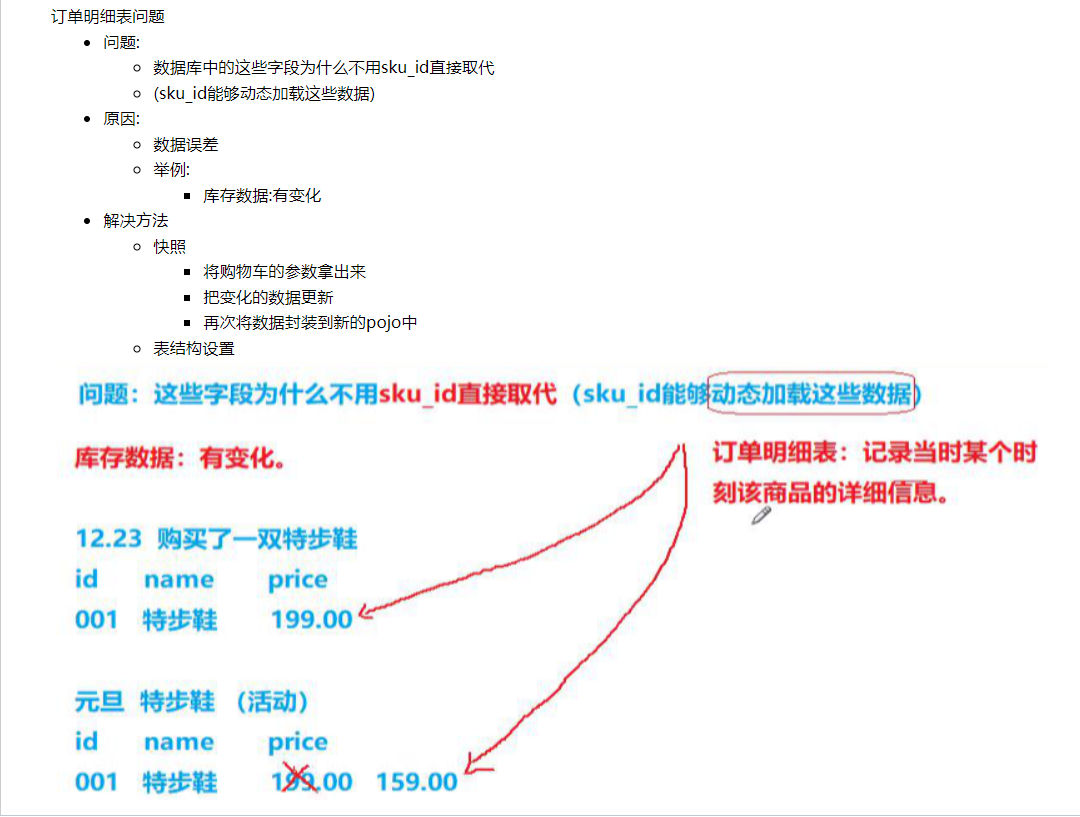 订单明细表问题
问题:
数据库中的这些字段为什么不用sku_id直接取代
(sku_id能够动态加载这些数据)
原因:
数据误差
举例:
库存数据:有变化
解决方法
快照
将购物车的参数拿出来
把变化的数据更新
再次将数据封装到新的pojo中
表结构设置
问题：这些字段为什么不用sku_id直接取代（sku_id能够动态加载这些数据）
库存数据：有变化。
订单明细表：记录当时某个时
刻该商品的详细信息。
12.23 购买了一双特步鞋
id name price
001 特步鞋 199.00
元旦 特步鞋 （活动）
id name price
001 特步鞋 199.00 159.00